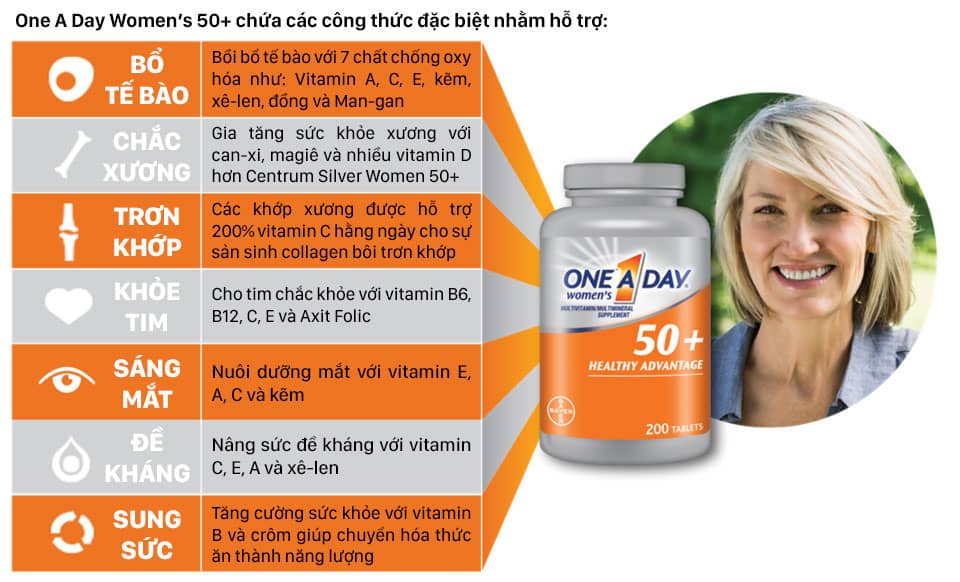 One A Day Women's 50+ chứa các công thức đặc biệt nhằm hỗ trợ:
BỔ
TẾ BÀO
Bồi bổ tế bào với 7 chất chống oxy
hóa như: Vitamin A, C, E, kẽm,
xê-len, đồng và Man-gan
CHẮC
XƯƠNG
Gia tăng sức khỏe xương với
can-xi, magiê và nhiều vitamin D
hơn Centrum Silver Women 50+
TRƠN
KHỚP
Các khớp xương được hỗ trợ
200% vitamin C hằng ngày cho sự
sản sinh collagen bôi trơn khớp
KHỎE
TIM
Cho tim chắc khỏe với vitamin B6,
B12, C, E và Axit Folic
SÁNG
MẮT
Nuôi dưỡng mắt với vitamin E,
A, C và kẽm
ĐỀ
KHÁNG
Nâng sức đề kháng với vitamin
C, E, A và xê-len
SUNG
SỨC
Tăng cường sức khỏe với vitamin
B và crôm giúp chuyển hóa thức
ăn thành năng lượng
ONE A DAY
1
women's
MULTIVITAMIN/MULTIMINERAL
SUPPLEMENT
50+
HEALTHY ADVANTAGE
BAYER
200 TABLETS